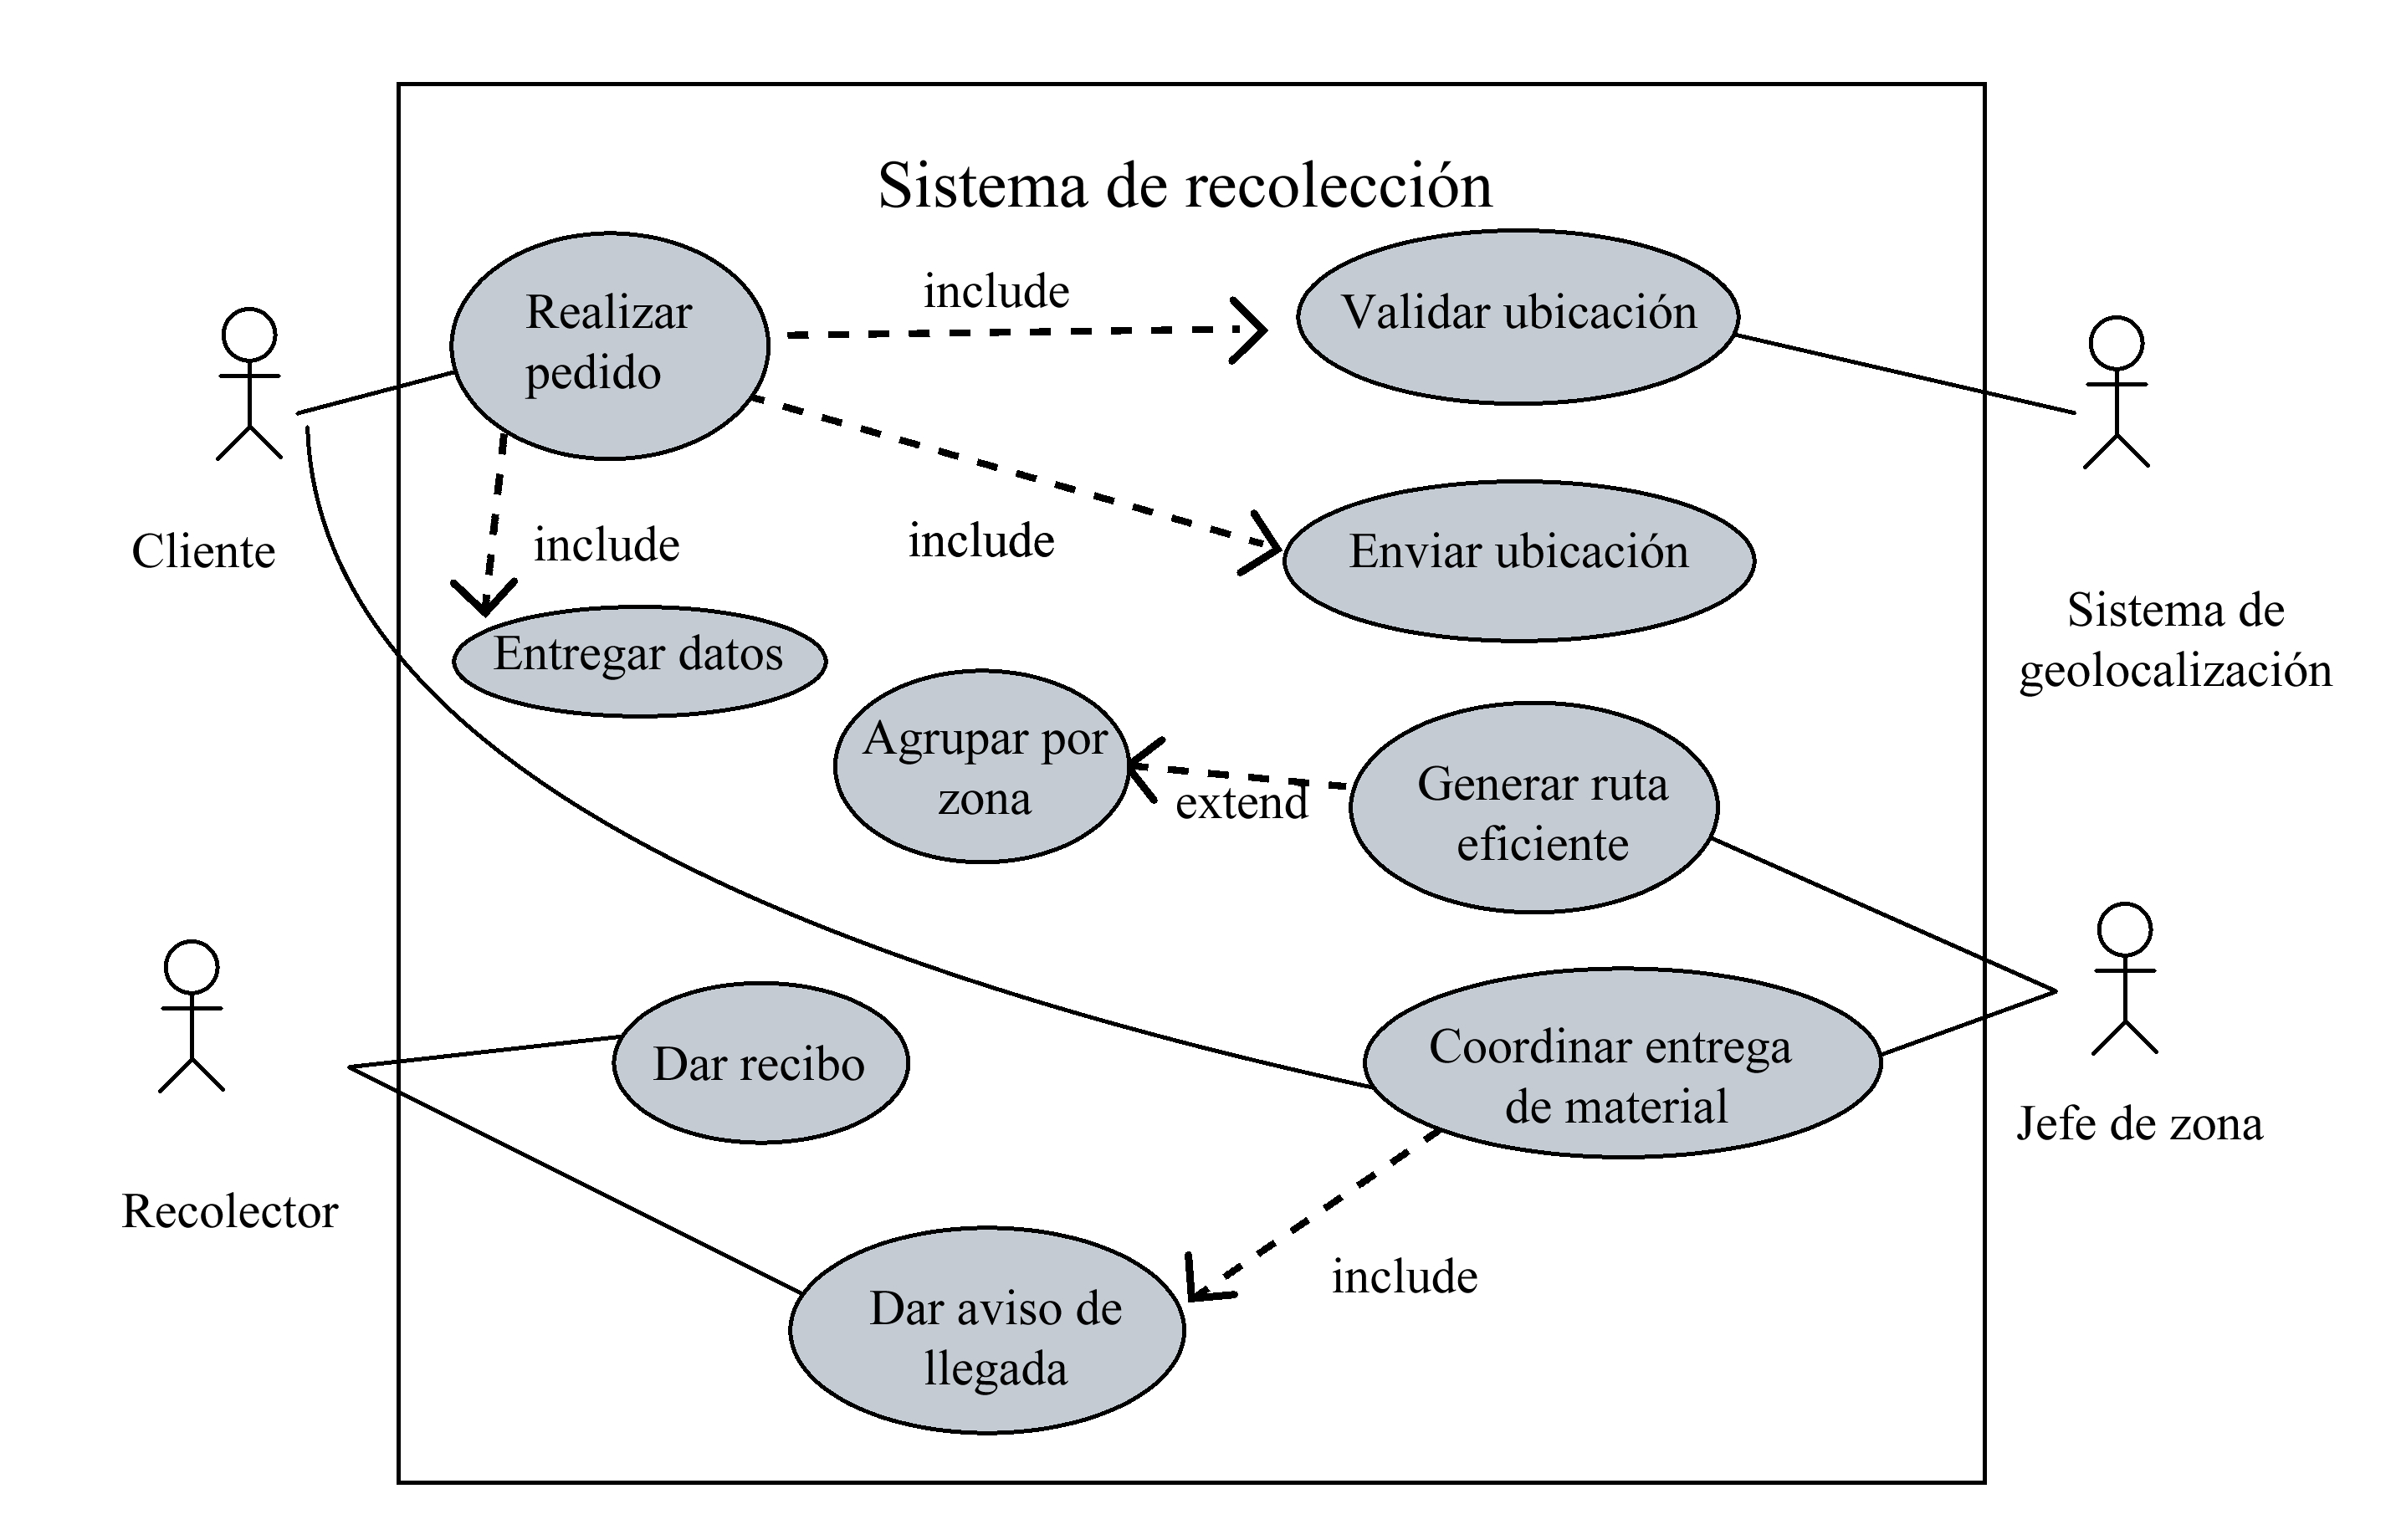 Sistema de recolección
Realizar
pedido
include
Validar ubicación
Cliente
include
include
Enviar ubicación
Entregar datos
Sistema de
geolocalización
Agrupar por
zona
extend
Generar ruta
eficiente
Dar recibo
Coordinar entrega
de material
Jefe de zona
Recolector
include
Dar aviso de
llegada